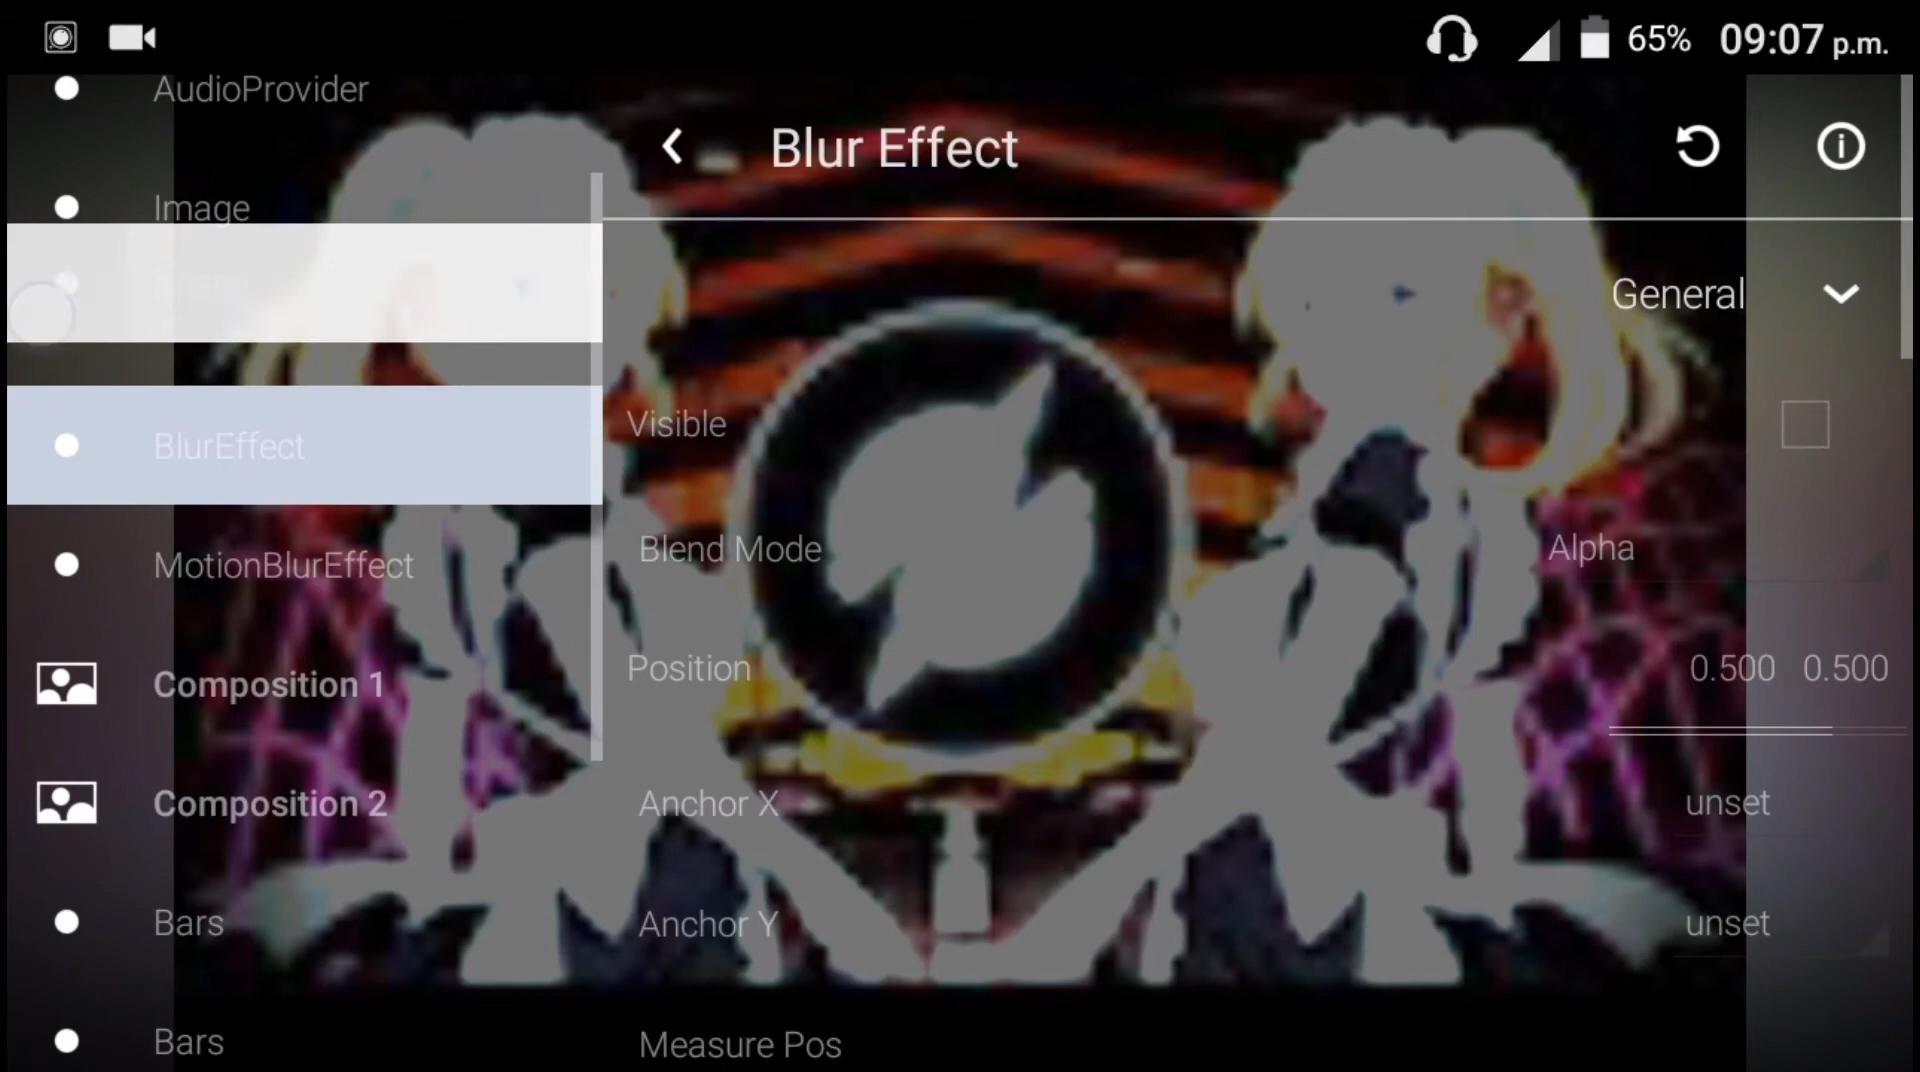 65% 09:07 p.m.
AudioProvider
Blur Effect
Image
General
Visible
BlurEffect
Blend Mode
Alpha
MotionBlurEffect
Position
0.500 0.500
Composition 1
Composition 2
Anchor X
unset
Bars
Anchor Y
unset
Bars
Measure Pos